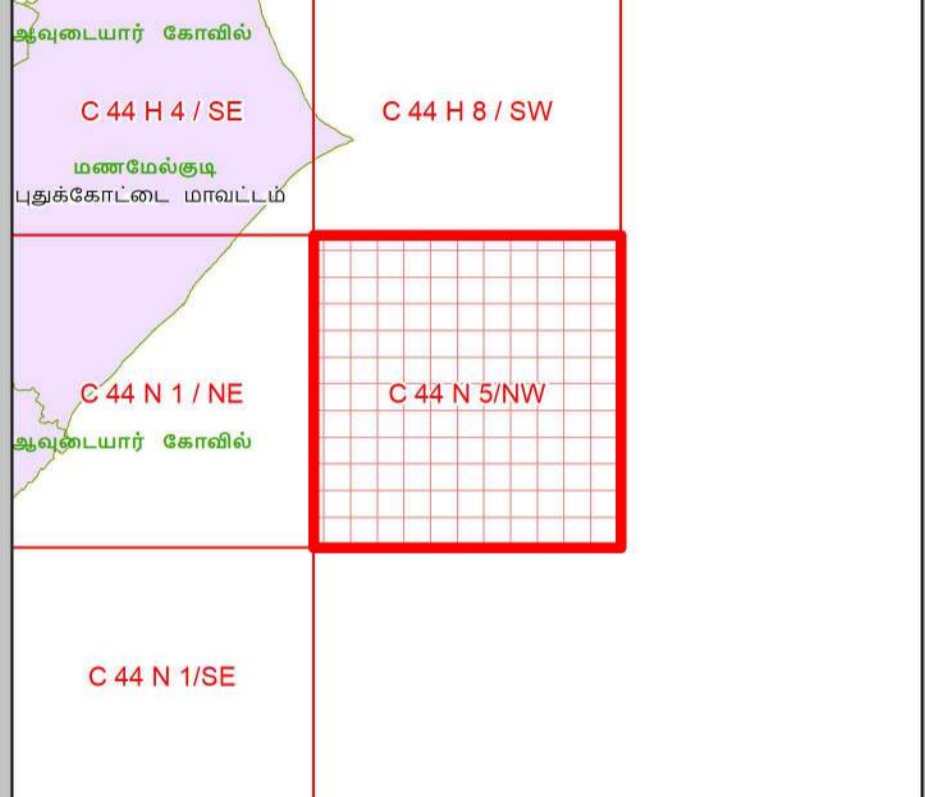 ஆவுடையார் கோவில்
C 44 H 4 / SE
C 44 H 8 / SW
மணமேல்குடி
புதுக்கோட்டை மாவட்டம்
C 44 N 1 / NE
C 44 N 5/NW
ஆவுடையார் கோவில்
C 44 N 1/SE